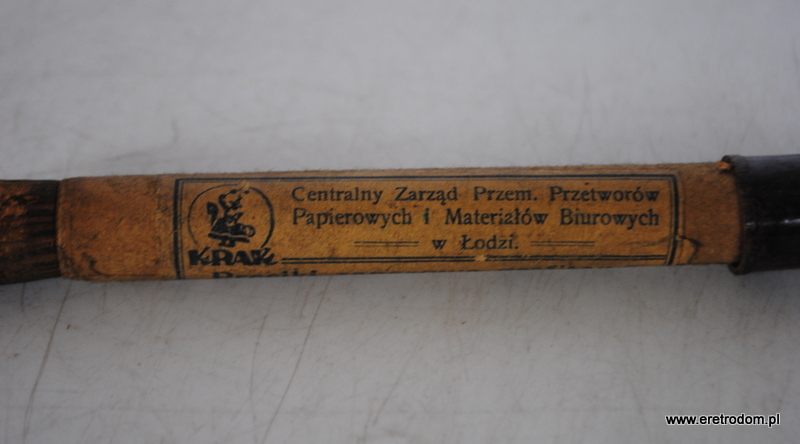 Centralny Zarząd Przem. Przetworów
Papierowych i Materiałów Biurowych
w Łodzi.
KRAK
www.eretrodom.pl